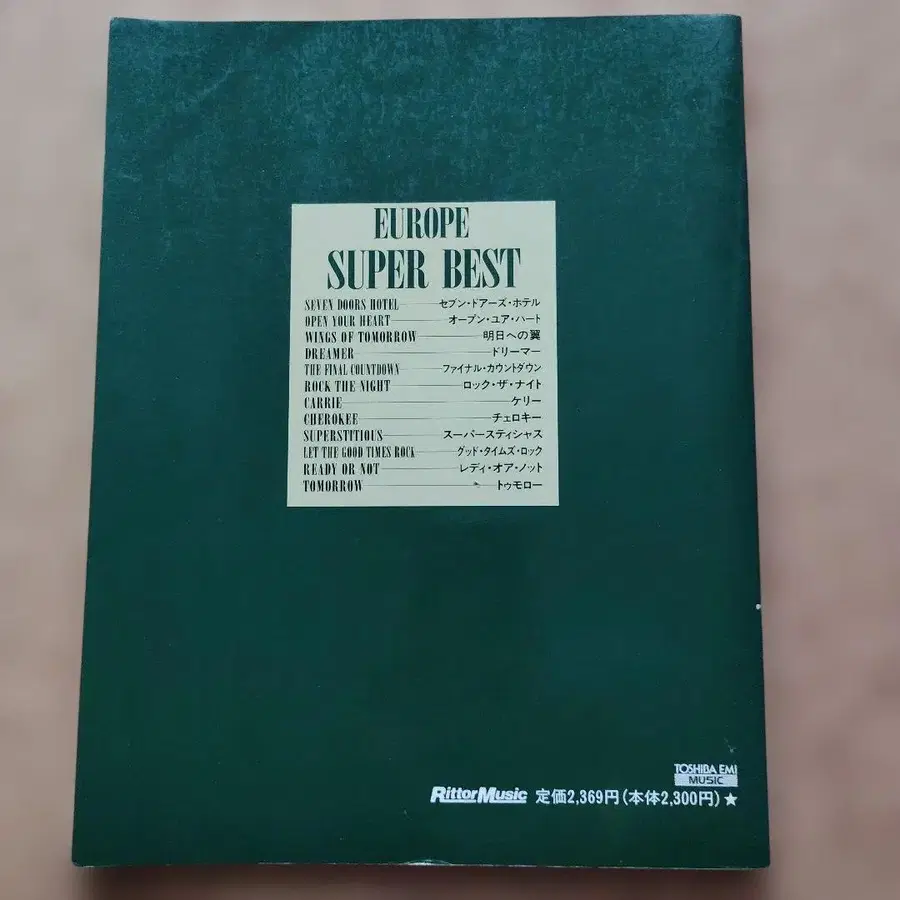 EUROPE
SUPER BEST
SEVEN DOORS HOTEL セブン・ドアーズ・ホテル
OPEN YOUR HEART オープン・ユア・ハート
WINGS OF TOMORROW 明日への翼
DREAMER ドリーマー
THE FINAL COUNTDOWN ファイナル・カウントダウン
ROCK THE NIGHT ロック・ザ・ナイト
CARRIE ケリー
CHEROKEE チェロキー
SUPERSTITIOUS スーパースティシャス
LET THE GOOD TIMES ROCK グッド・タイムズ・ロック
READY OR NOT レディ・オア・ノット
TOMORROW トゥモロー
TOSHIBA EMI
MUSIC
RittorMusic 定価2,369円(本体2,300円)★